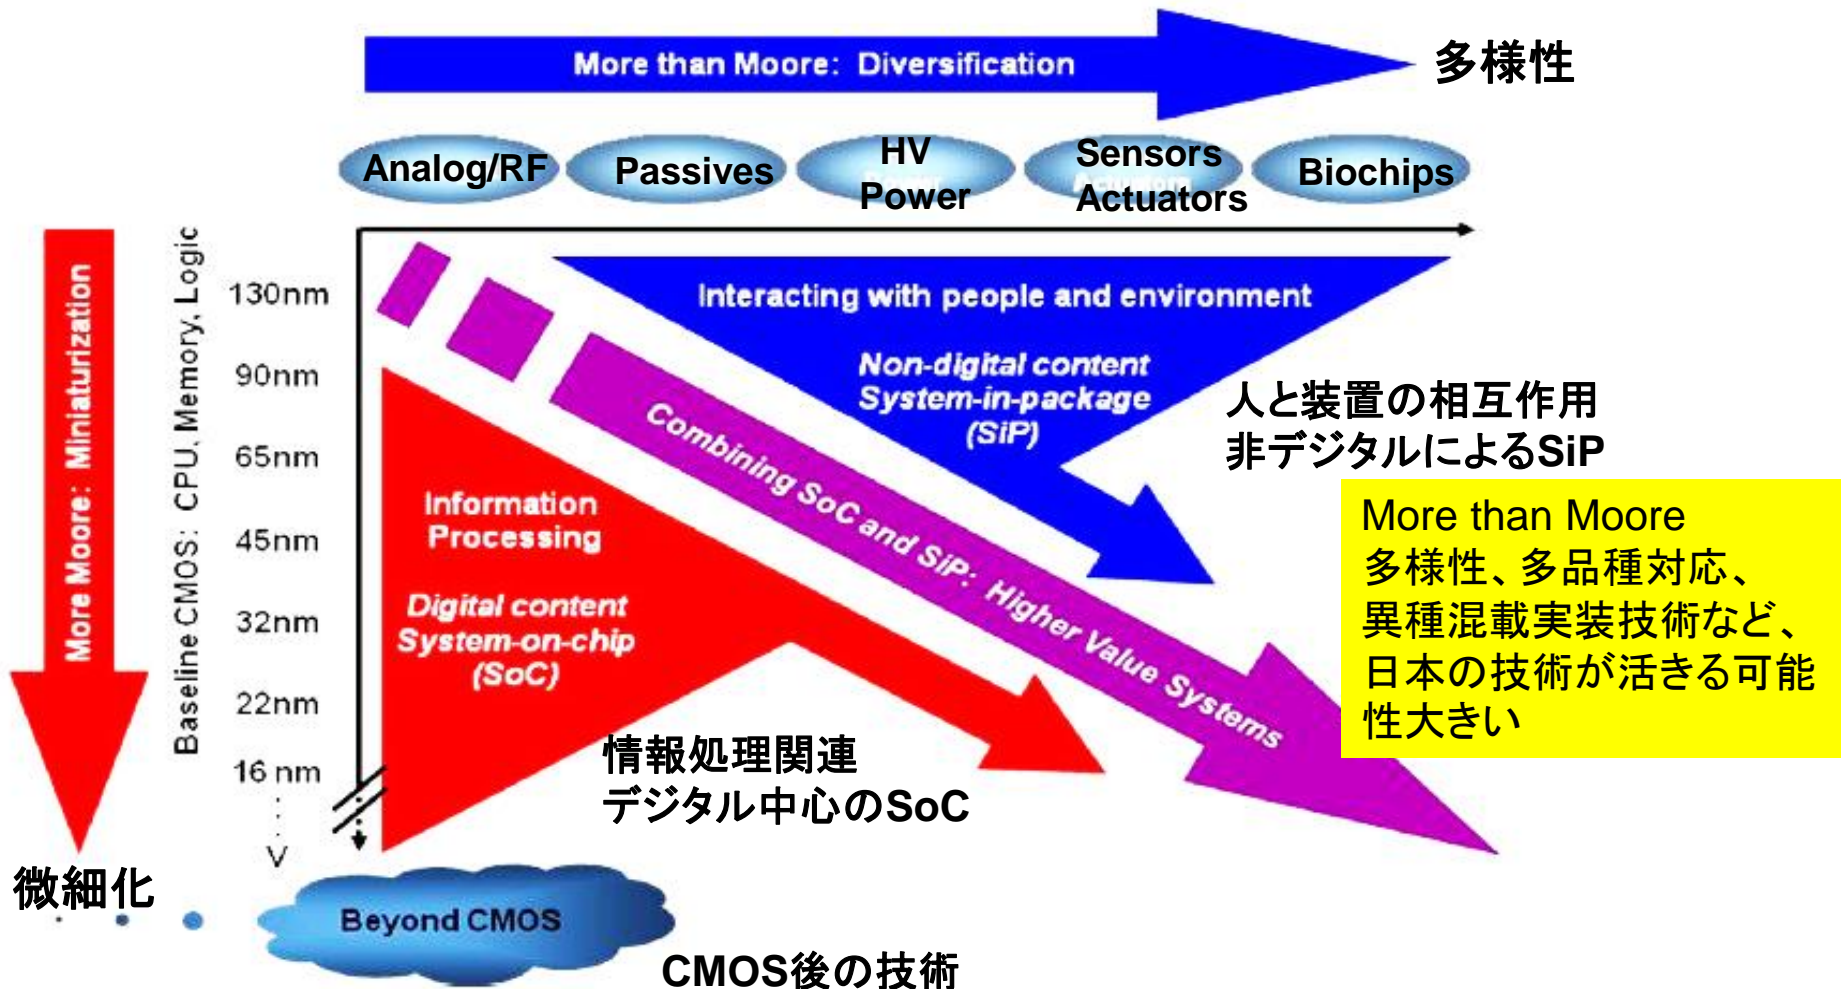 More than Moore: Diversification
多様性
Analog/RF
Passives
HV
Power
Sensors
Actuators
Biochips
More Moore: Miniaturization
Baseline CMOS: CPU, Memory, Logic
130nm
90nm
65nm
45nm
32nm
22nm
16 nm
V
Interacting with people and environment
Non-digital content
System-in-package
(SiP)
人と装置の相互作用
非デジタルによるSiP
Combining SoC and SiP: Higher Value Systems
Information
Processing
Digital content
System-on-chip
(SoC)
More than Moore
多様性、多品種対応、
異種混載実装技術など、
日本の技術が活きる可能
性大きい
情報処理関連
デジタル中心のSoC
微細化
Beyond CMOS
CMOS後の技術